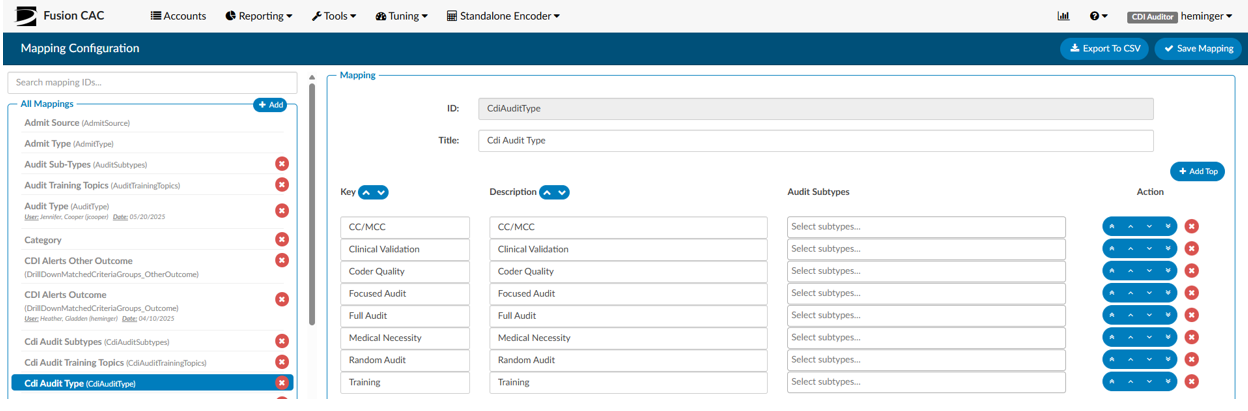 Fusion CAC Accounts Reporting Tools Tuning Standalone Encoder CDI Auditor heminger
Mapping Configuration Export To CSV Save Mapping
Search mapping IDs...
All Mappings Add
Admit Source (AdmitSource)
Admit Type (AdmitType)
Audit Sub-Types (AuditSubtypes)
Audit Training Topics (AuditTrainingTopics)
Audit Type (AuditType)
User: Jennifer, Cooper (jcooper) Date: 05/20/2025
Category
CDI Alerts Other Outcome
(DrillDownMatchedCriteriaGroups_OtherOutcome)
CDI Alerts Outcome
(DrillDownMatchedCriteriaGroups_Outcome)
User: Heather, Gladden (heminger) Date: 04/10/2025
Cdi Audit Subtypes (CdiAuditSubtypes)
Cdi Audit Training Topics (CdiAuditTrainingTopics)
Cdi Audit Type (CdiAuditType)
Mapping
ID: CdiAuditType
Title: Cdi Audit Type
Add Top
Key Description Audit Subtypes Action
CC/MCC CC/MCC Select subtypes...
Clinical Validation Clinical Validation Select subtypes...
Coder Quality Coder Quality Select subtypes...
Focused Audit Focused Audit Select subtypes...
Full Audit Full Audit Select subtypes...
Medical Necessity Medical Necessity Select subtypes...
Random Audit Random Audit Select subtypes...
Training Training Select subtypes...